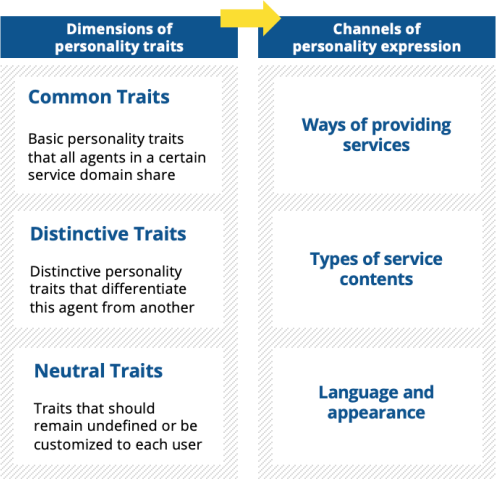 Dimensions of
personality traits
Channels of
personality expression
Common Traits
Basic personality traits
that all agents in a certain
service domain share
Ways of providing
services
Distinctive Traits
Distinctive personality
traits that differentiate
this agent from another
Types of service
contents
Neutral Traits
Traits that should
remain undefined or be
customized to each user
Language and
appearance